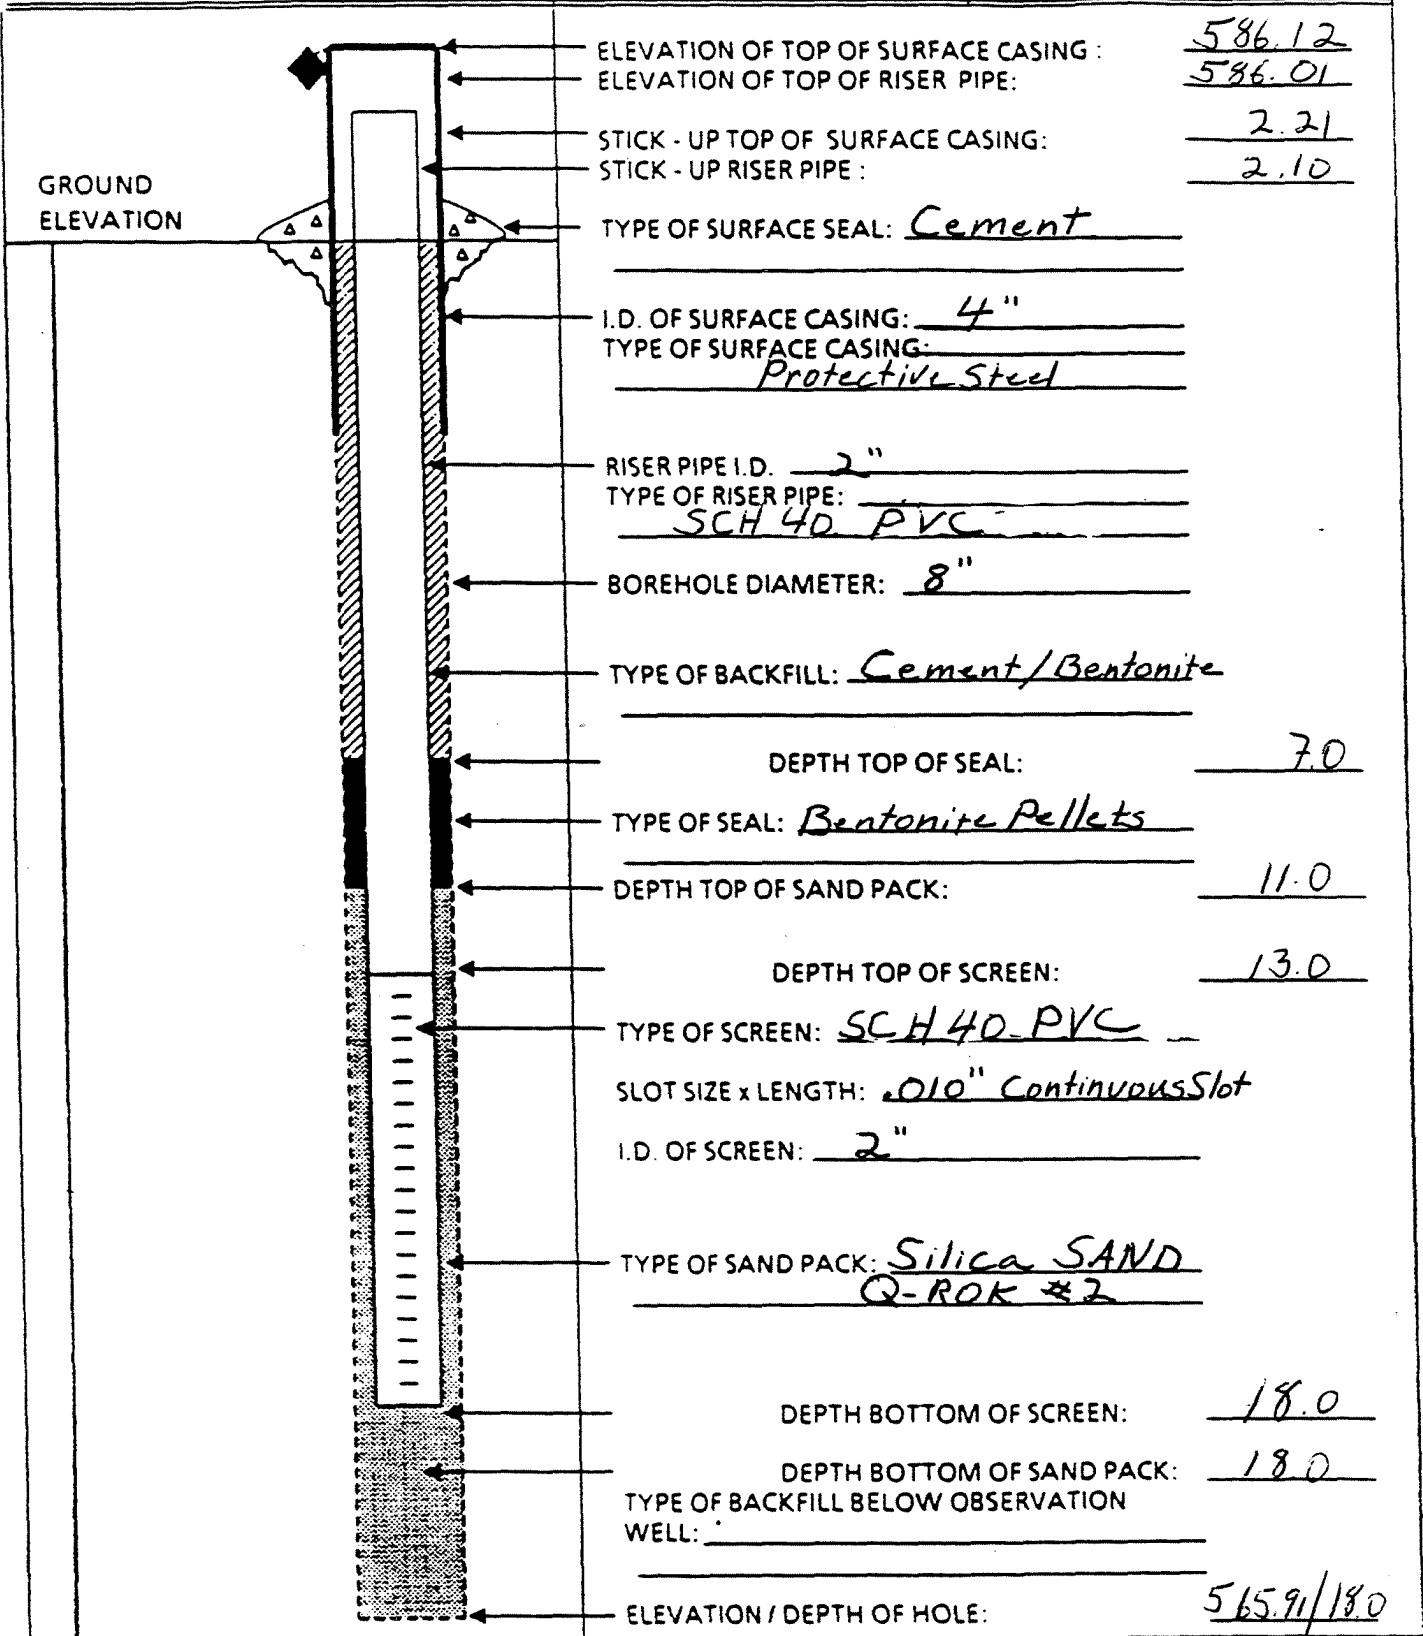 ELEVATION OF TOP OF SURFACE CASING : 586.12
ELEVATION OF TOP OF RISER PIPE: 586.01
STICK - UP TOP OF SURFACE CASING: 2.21
STICK - UP RISER PIPE : 2.10
GROUND
ELEVATION
TYPE OF SURFACE SEAL: Cement
I.D. OF SURFACE CASING: 4"
TYPE OF SURFACE CASING:
Protective Steel
RISER PIPE I.D. 2"
TYPE OF RISER PIPE:
SCH 40 PVC
BOREHOLE DIAMETER: 8"
TYPE OF BACKFILL: Cement/Bentonite
DEPTH TOP OF SEAL: 7.0
TYPE OF SEAL: Bentonite Pellets
DEPTH TOP OF SAND PACK: 11.0
DEPTH TOP OF SCREEN: 13.0
TYPE OF SCREEN: SCH 40 PVC
SLOT SIZE x LENGTH: .010" Continuous Slot
I.D. OF SCREEN: 2"
TYPE OF SAND PACK: Silica SAND
Q-ROK #2
DEPTH BOTTOM OF SCREEN: 18.0
DEPTH BOTTOM OF SAND PACK: 18.0
TYPE OF BACKFILL BELOW OBSERVATION
WELL:
ELEVATION / DEPTH OF HOLE: 565.91/18.0